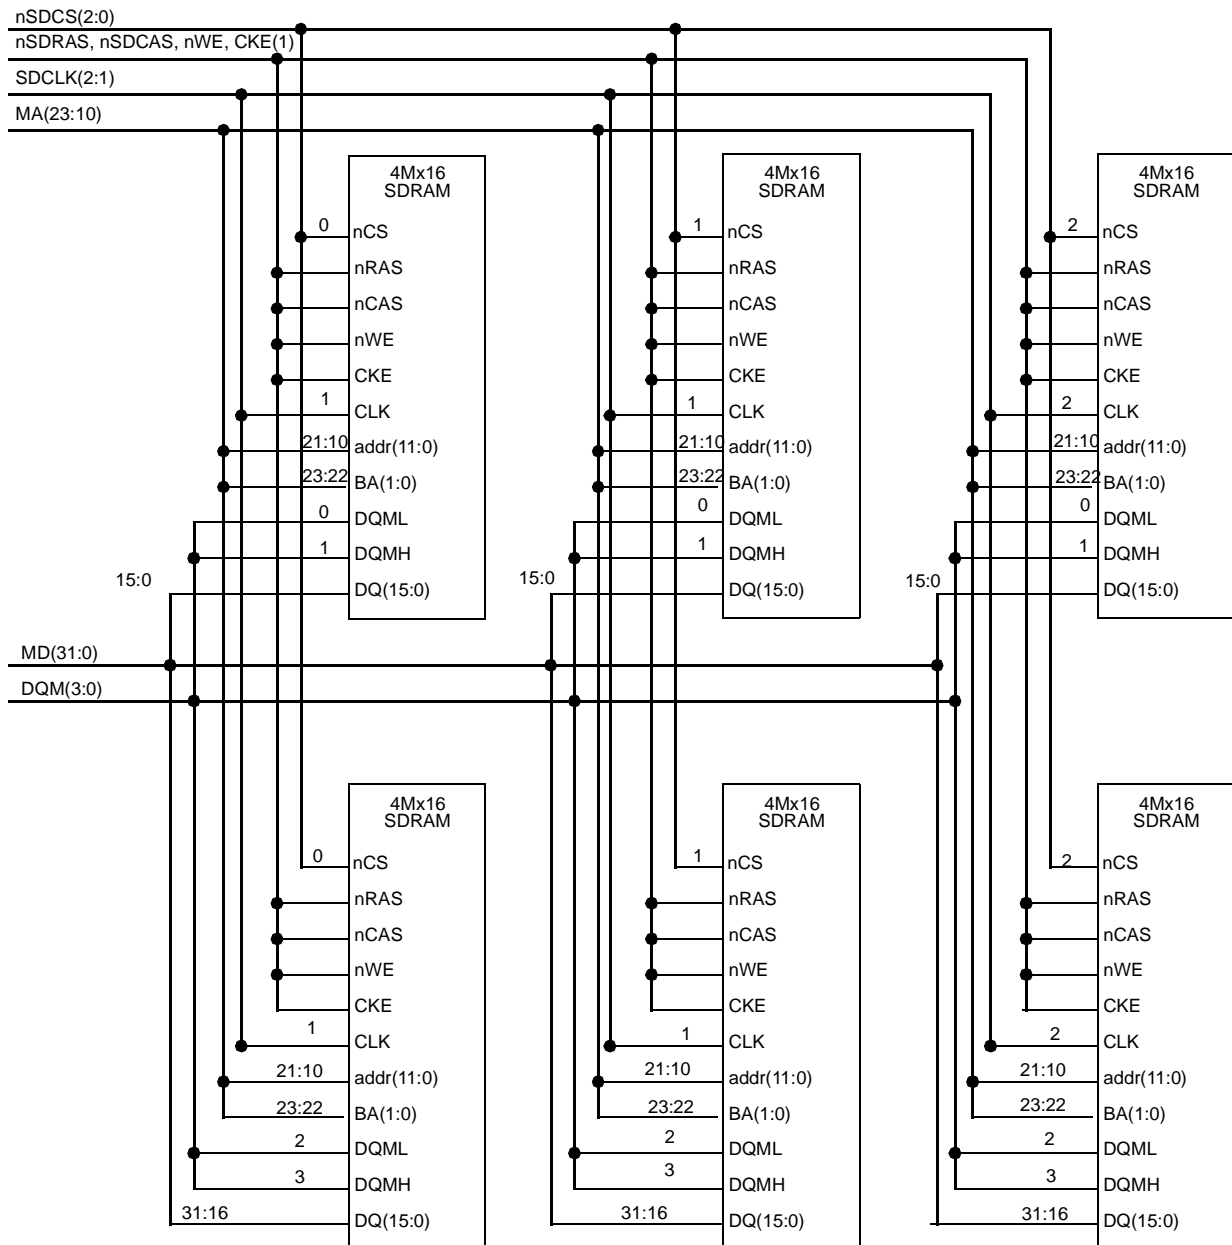 nSDCS(2:0)
nSDRAS, nSDCAS, nWE, CKE(1)
SDCLK(2:1)
MA(23:10)
4Mx16
SDRAM
0
nCS
nRAS
nCAS
nWE
CKE
1
CLK
21:10
addr(11:0)
23:22
BA(1:0)
0
DQML
1
DQMH
15:0
DQ(15:0)
4Mx16
SDRAM
1
nCS
nRAS
nCAS
nWE
CKE
1
CLK
21:10
addr(11:0)
23:22
BA(1:0)
0
DQML
1
DQMH
15:0
DQ(15:0)
4Mx16
SDRAM
2
nCS
nRAS
nCAS
nWE
CKE
2
CLK
21:10
addr(11:0)
23:22
BA(1:0)
0
DQML
1
DQMH
15:0
DQ(15:0)
MD(31:0)
DQM(3:0)
4Mx16
SDRAM
0
nCS
nRAS
nCAS
nWE
CKE
1
CLK
21:10
addr(11:0)
23:22
BA(1:0)
2
DQML
3
DQMH
31:16
DQ(15:0)
4Mx16
SDRAM
1
nCS
nRAS
nCAS
nWE
CKE
1
CLK
21:10
addr(11:0)
23:22
BA(1:0)
2
DQML
3
DQMH
31:16
DQ(15:0)
4Mx16
SDRAM
2
nCS
nRAS
nCAS
nWE
CKE
2
CLK
21:10
addr(11:0)
23:22
BA(1:0)
2
DQML
3
DQMH
31:16
DQ(15:0)